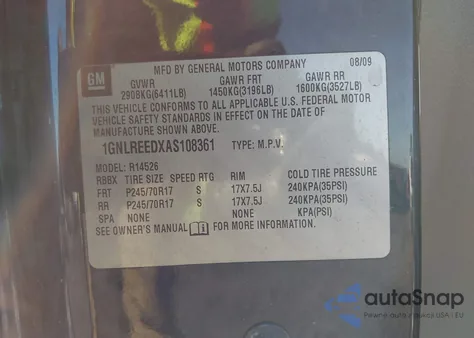 GM
MFD BY GENERAL MOTORS COMPANY 08/09
GVWR GAWR FRT GAWR RR
2908KG(6411LB) 1450KG(3196LB) 1600KG(3527LB)
THIS VEHICLE CONFORMS TO ALL APPLICABLE U.S. FEDERAL MOTOR
VEHICLE SAFETY STANDARDS IN EFFECT ON THE DATE OF
MANUFACTURE SHOWN ABOVE.
1GNLREEDXAS108361 TYPE: M.P.V.
MODEL: R14526
RBBX TIRE SIZE SPEED RTG RIM COLD TIRE PRESSURE
FRT P245/70R17 S 17X7.5J 240KPA(35PSI)
RR P245/70R17 S 17X7.5J 240KPA(35PSI)
SPA NONE NONE KPA(PSI)
SEE OWNER'S MANUAL i FOR MORE INFORMATION.
autoSnap